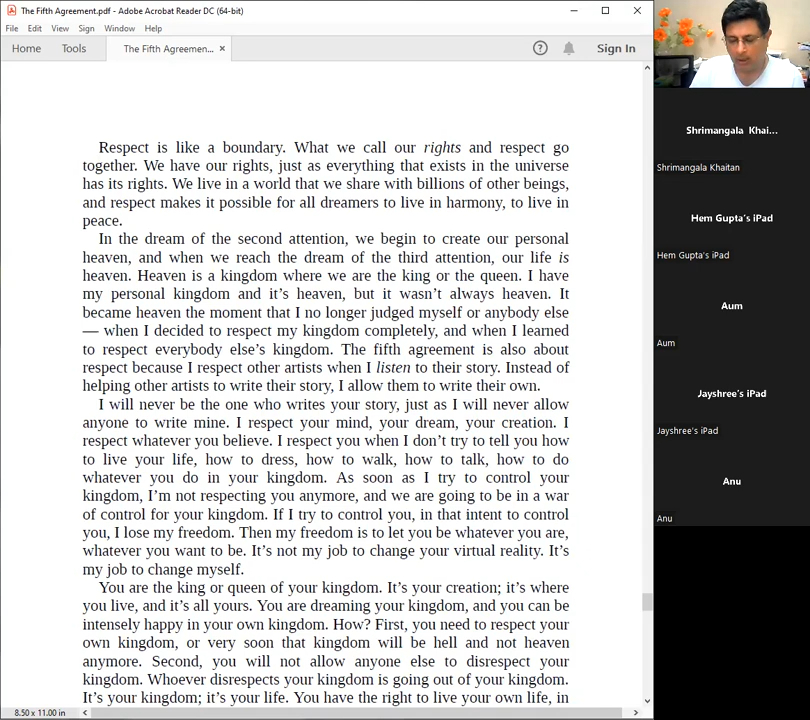 The Fifth Agreement.pdf - Adobe Acrobat Reader DC (64-bit)
File Edit View Sign Window Help
Home Tools The Fifth Agreemen... × Sign In
Respect is like a boundary. What we call our rights and respect go
together. We have our rights, just as everything that exists in the universe
has its rights. We live in a world that we share with billions of other beings,
and respect makes it possible for all dreamers to live in harmony, to live in
peace.
In the dream of the second attention, we begin to create our personal
heaven, and when we reach the dream of the third attention, our life is
heaven. Heaven is a kingdom where we are the king or the queen. I have
my personal kingdom and it’s heaven, but it wasn’t always heaven. It
became heaven the moment that I no longer judged myself or anybody else
— when I decided to respect my kingdom completely, and when I learned
to respect everybody else’s kingdom. The fifth agreement is also about
respect because I respect other artists when I listen to their story. Instead of
helping other artists to write their story, I allow them to write their own.
I will never be the one who writes your story, just as I will never allow
anyone to write mine. I respect your mind, your dream, your creation. I
respect whatever you believe. I respect you when I don’t try to tell you how
to live your life, how to dress, how to walk, how to talk, how to do
whatever you do in your kingdom. As soon as I try to control your
kingdom, I’m not respecting you anymore, and we are going to be in a war
of control for your kingdom. If I try to control you, in that intent to control
you, I lose my freedom. Then my freedom is to let you be whatever you are,
whatever you want to be. It’s not my job to change your virtual reality. It’s
my job to change myself.
You are the king or queen of your kingdom. It’s your creation; it’s where
you live, and it’s all yours. You are dreaming your kingdom, and you can be
intensely happy in your own kingdom. How? First, you need to respect your
own kingdom, or very soon that kingdom will be hell and not heaven
anymore. Second, you will not allow anyone else to disrespect your
kingdom. Whoever disrespects your kingdom is going out of your kingdom.
It’s your kingdom; it’s your life. You have the right to live your own life, in
8.50 x 11.00 in
Shrimangala Khai...
Shrimangala Khaitan
Hem Gupta's iPad
Hem Gupta's iPad
Aum
Aum
Jayshree's iPad
Jayshree's iPad
Anu
Anu